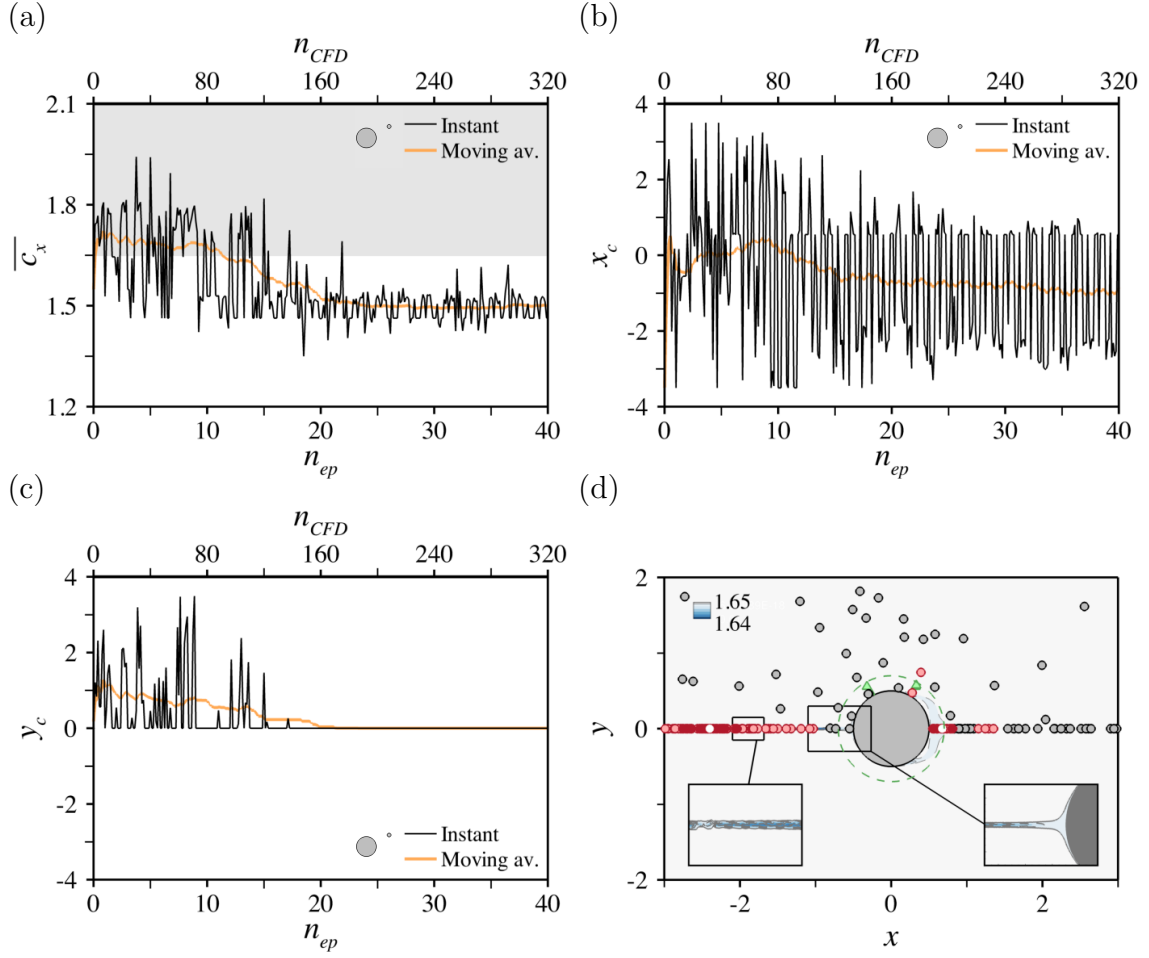 (a)
n_CFD
0 80 160 240 320
2.1
1.8
1.5
1.2
c̄_x
Instant
Moving av.
0 10 20 30 40
n_ep
(b)
n_CFD
0 80 160 240 320
4
2
0
-2
-4
x_c
Instant
Moving av.
0 10 20 30 40
n_ep
(c)
n_CFD
0 80 160 240 320
4
2
0
-2
-4
y_c
Instant
Moving av.
0 10 20 30 40
n_ep
(d)
2
0
-2
y
1.65
1.64
-2 0 2
x